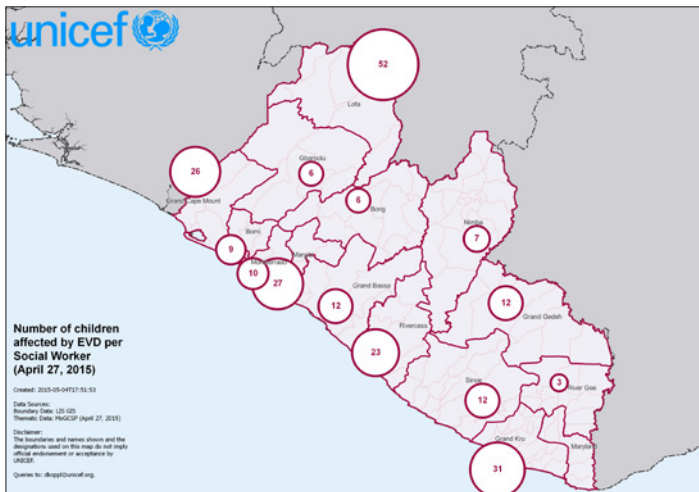 unicef
52
Lofa
26
Gbarpolu
6
Grand Cape Mount
6
Bong
Nimba
7
9
Bomi
Montserrado
Margibi
10
27
Grand Bassa
12
12
Grand Gedeh
Rivercess
23
Sinoe
12
3
River Gee
Grand Kru
Maryland
31
Number of children
affected by EVD per
Social Worker
(April 27, 2015)
Created: 2015-05-04T17:51:53
Data Sources:
Boundary Data: LIS GIS
Thematic Data: MoGCSP (April 27, 2015)
Disclaimer:
The boundaries and names shown and the
designations used on this map do not imply
official endorsement or acceptance by
UNICEF.
Queries to: dkoppl@unicef.org.